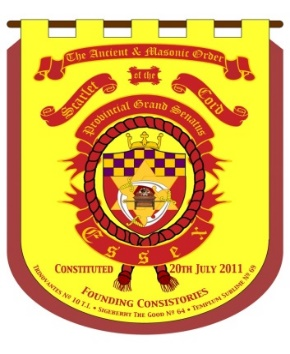 The Ancient & Masonic Order
of the
Scarlet Cord
Provincial Grand Senatus
Essex
CONSTITUTED 20TH JULY 2011
FOUNDING CONSISTORIES
TRINOVANTES Nº 10 T.I. • SIGEBERHT THE GOOD Nº 64 • TEMPLUM SUBLIME Nº 69